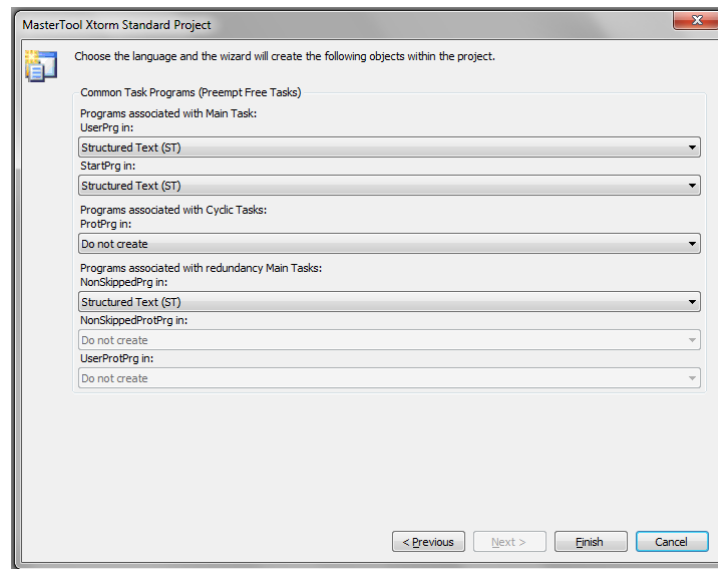 MasterTool Xtorm Standard Project
Choose the language and the wizard will create the following objects within the project.
Common Task Programs (Preempt Free Tasks)
Programs associated with Main Task:
UserPrg in:
Structured Text (ST)
StartPrg in:
Structured Text (ST)
Programs associated with Cyclic Tasks:
ProtPrg in:
Do not create
Programs associated with redundancy Main Tasks:
NonSkippedPrg in:
Structured Text (ST)
NonSkippedProtPrg in:
Do not create
UserProtPrg in:
Do not create
< Previous Next > Finish Cancel